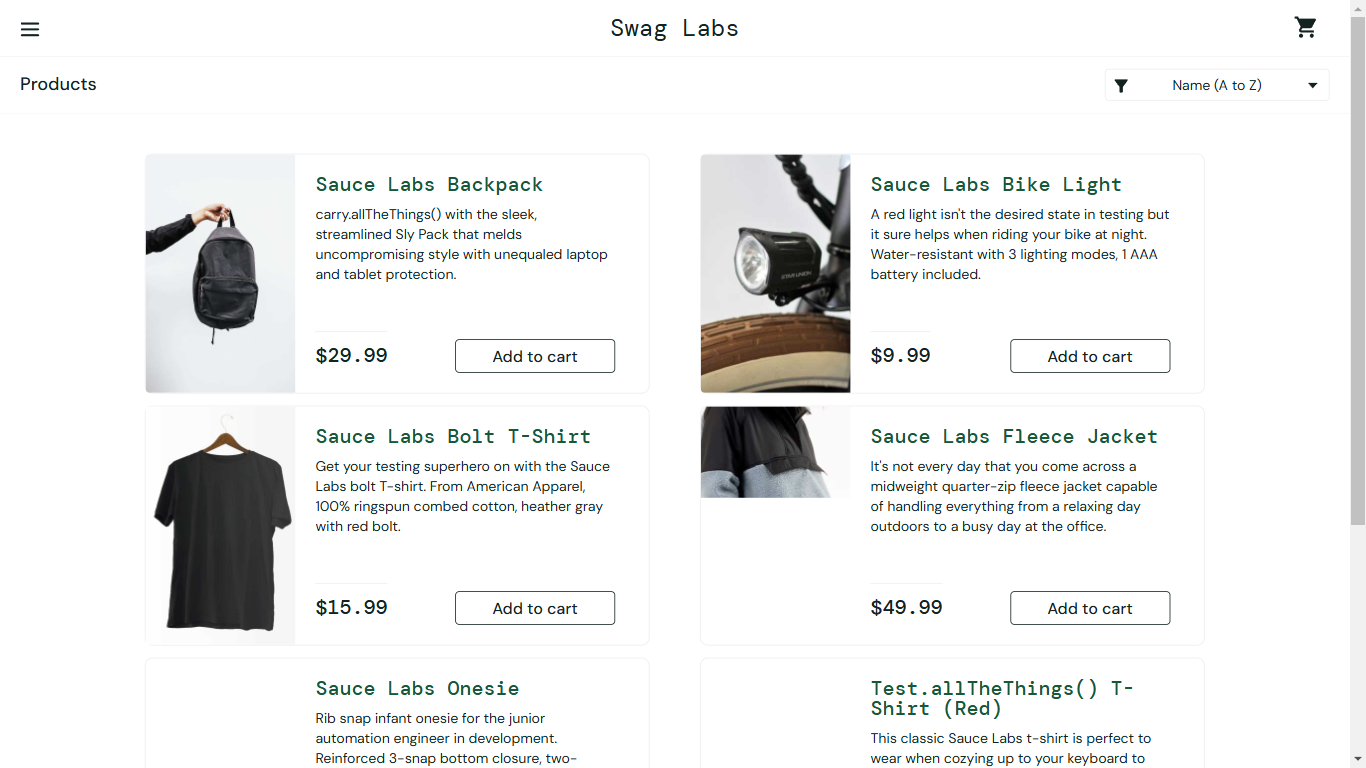 Swag Labs
Products
Name (A to Z)
Sauce Labs Backpack
carry.allTheThings() with the sleek,
streamlined Sly Pack that melds
uncompromising style with unequaled laptop
and tablet protection.
$29.99
Add to cart
Sauce Labs Bike Light
A red light isn't the desired state in testing but
it sure helps when riding your bike at night.
Water-resistant with 3 lighting modes, 1 AAA
battery included.
$9.99
Add to cart
Sauce Labs Bolt T-Shirt
Get your testing superhero on with the Sauce
Labs bolt T-shirt. From American Apparel,
100% ringspun combed cotton, heather gray
with red bolt.
$15.99
Add to cart
Sauce Labs Fleece Jacket
It's not every day that you come across a
midweight quarter-zip fleece jacket capable
of handling everything from a relaxing day
outdoors to a busy day at the office.
$49.99
Add to cart
Sauce Labs Onesie
Rib snap infant onesie for the junior
automation engineer in development.
Reinforced 3-snap bottom closure, two-
Test.allTheThings() T-
Shirt (Red)
This classic Sauce Labs t-shirt is perfect to
wear when cozying up to your keyboard to